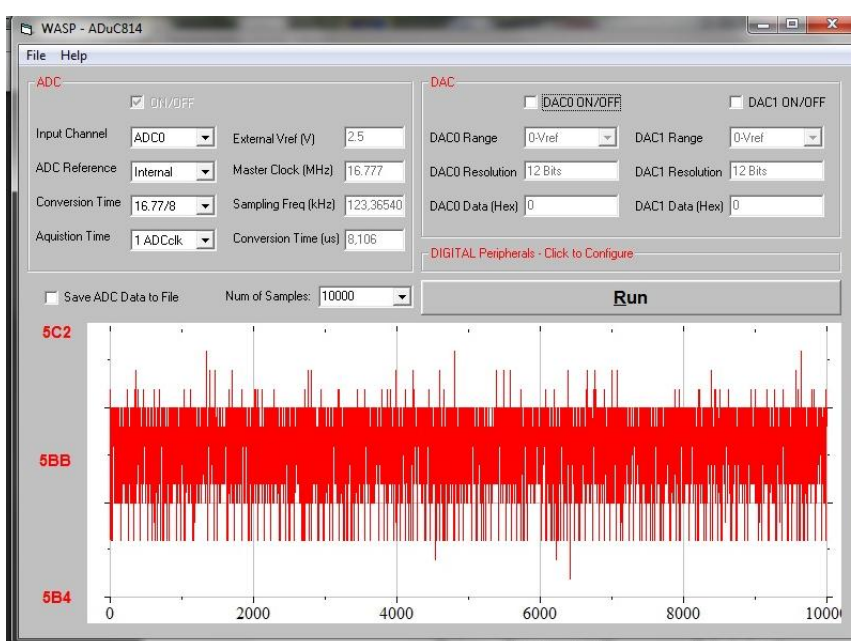 WASP - ADuC814
File Help
ADC
ON/OFF
Input Channel ADC0 External Vref (V) 2.5
ADC Reference Internal Master Clock (MHz) 16.777
Conversion Time 16.77/8 Sampling Freq (kHz) 123,36540
Aquistion Time 1 ADCclk Conversion Time (us) 8,106
DAC
DAC0 ON/OFF DAC1 ON/OFF
DAC0 Range 0-Vref DAC1 Range 0-Vref
DAC0 Resolution 12 Bits DAC1 Resolution 12 Bits
DAC0 Data (Hex) 0 DAC1 Data (Hex) 0
DIGITAL Peripherals - Click to Configure
Save ADC Data to File Num of Samples: 10000 Run
5C2
5BB
5B4
0 2000 4000 6000 8000 1000